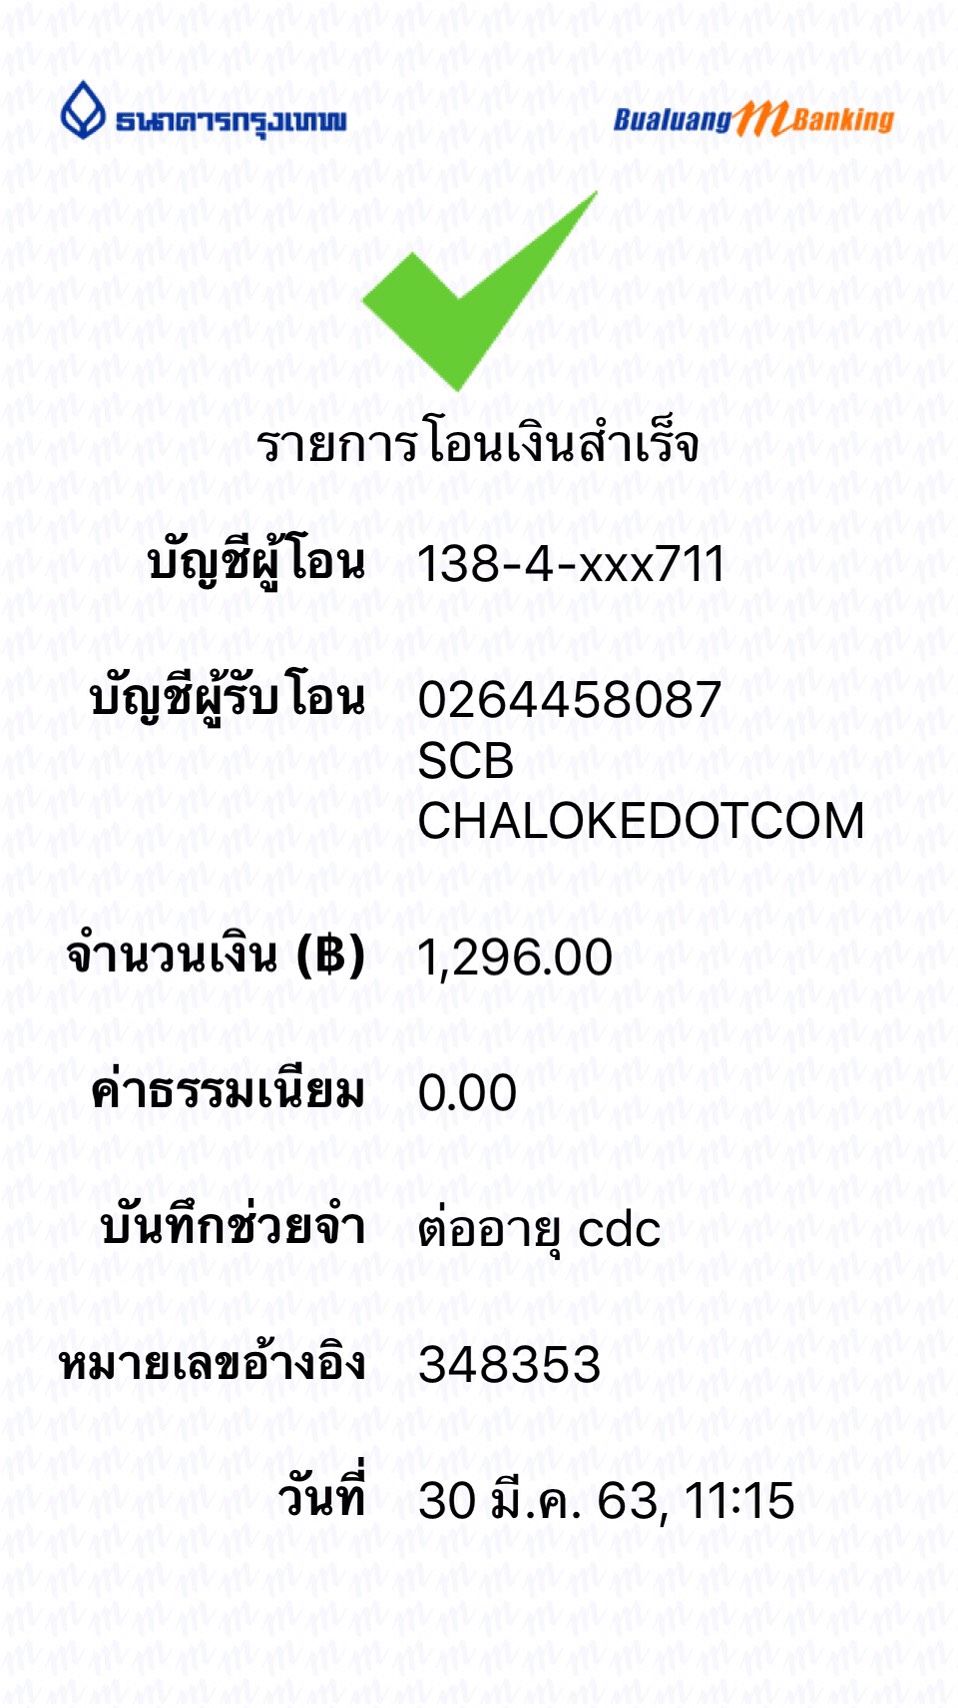 ธนาคารกรุงเทพ Bualuang mBanking
รายการโอนเงินสำเร็จ
บัญชีผู้โอน 138-4-xxx711
บัญชีผู้รับโอน 0264458087
SCB
CHALOKEDOTCOM
จำนวนเงิน (฿) 1,296.00
ค่าธรรมเนียม 0.00
บันทึกช่วยจำ ต่ออายุ cdc
หมายเลขอ้างอิง 348353
วันที่ 30 มี.ค. 63, 11:15